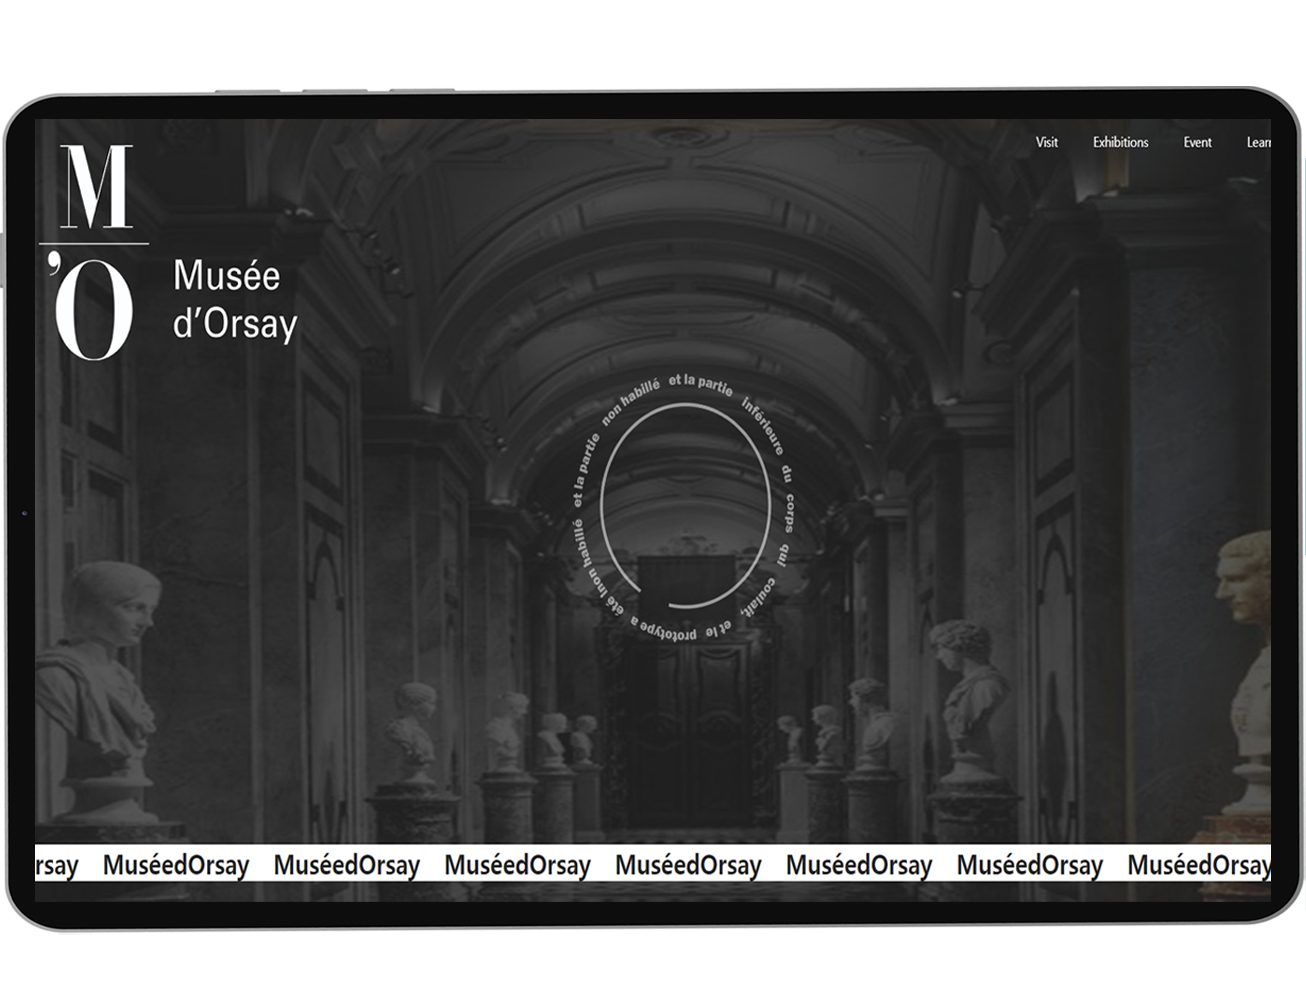 Visit Exhibitions Event Lear
M
’O
Musée
d’Orsay
et la partie non habillé et la partie inférieure du corps qui coulait, et le prototype a été lnon habillé
rsay MuséedOrsay MuséedOrsay MuséedOrsay MuséedOrsay MuséedOrsay MuséedOrsay MuséedOrsay